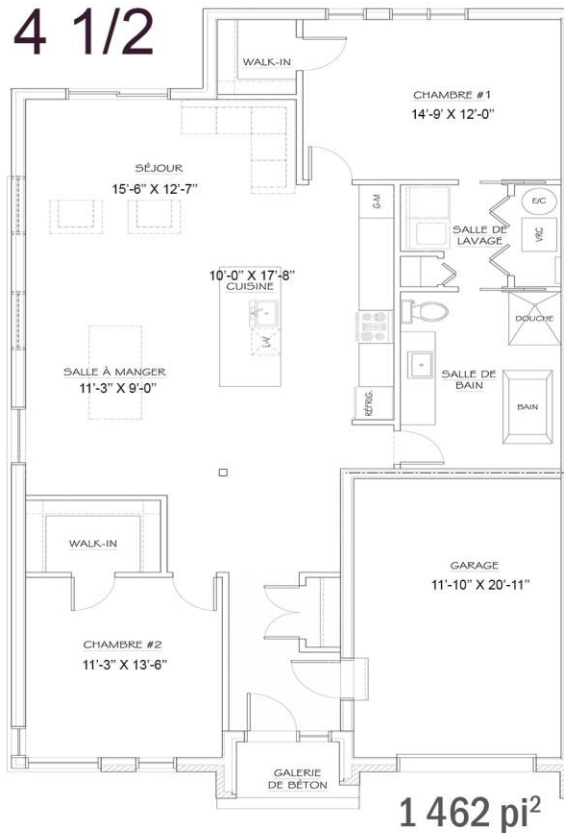 4 1/2
WALK-IN
CHAMBRE #1
14'-9' X 12'-0"
SÉJOUR
15'-6" X 12'-7"
G-M
E/C
SALLE DE
LAVAGE
VRC
10'-0" X 17'-8"
CUISINE
LV
DOUCHE
SALLE À MANGER
11'-3" X 9'-0"
SALLE DE
BAIN
BAIN
RÉFRIG.
WALK-IN
GARAGE
11'-10" X 20'-11"
CHAMBRE #2
11'-3" X 13'-6"
GALERIE
DE BÉTON
1 462 pi²